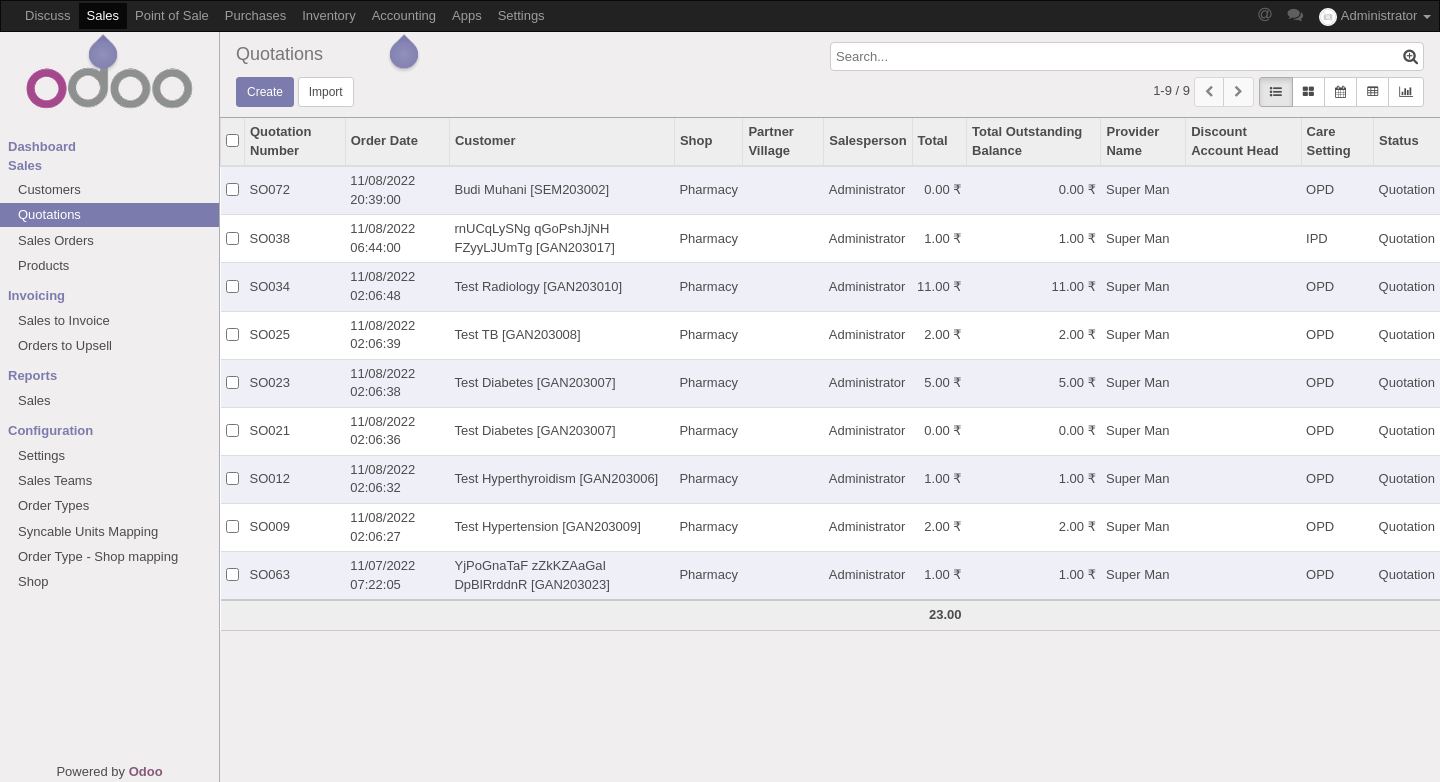 Discuss Sales Point of Sale Purchases Inventory Accounting Apps Settings @ Administrator
odoo
Dashboard
Sales
Customers
Quotations
Sales Orders
Products
Invoicing
Sales to Invoice
Orders to Upsell
Reports
Sales
Configuration
Settings
Sales Teams
Order Types
Syncable Units Mapping
Order Type - Shop mapping
Shop
Powered by Odoo
Quotations
Search...
Create Import 1-9 / 9
Quotation Number Order Date Customer Shop Partner Village Salesperson Total Total Outstanding Balance Provider Name Discount Account Head Care Setting Status
SO072 11/08/2022 20:39:00 Budi Muhani [SEM203002] Pharmacy Administrator 0.00 ₹ 0.00 ₹ Super Man OPD Quotation
SO038 11/08/2022 06:44:00 rnUCqLySNg qGoPshJjNH FZyyLJUmTg [GAN203017] Pharmacy Administrator 1.00 ₹ 1.00 ₹ Super Man IPD Quotation
SO034 11/08/2022 02:06:48 Test Radiology [GAN203010] Pharmacy Administrator 11.00 ₹ 11.00 ₹ Super Man OPD Quotation
SO025 11/08/2022 02:06:39 Test TB [GAN203008] Pharmacy Administrator 2.00 ₹ 2.00 ₹ Super Man OPD Quotation
SO023 11/08/2022 02:06:38 Test Diabetes [GAN203007] Pharmacy Administrator 5.00 ₹ 5.00 ₹ Super Man OPD Quotation
SO021 11/08/2022 02:06:36 Test Diabetes [GAN203007] Pharmacy Administrator 0.00 ₹ 0.00 ₹ Super Man OPD Quotation
SO012 11/08/2022 02:06:32 Test Hyperthyroidism [GAN203006] Pharmacy Administrator 1.00 ₹ 1.00 ₹ Super Man OPD Quotation
SO009 11/08/2022 02:06:27 Test Hypertension [GAN203009] Pharmacy Administrator 2.00 ₹ 2.00 ₹ Super Man OPD Quotation
SO063 11/07/2022 07:22:05 YjPoGnaTaF zZkKZAaGaI DpBlRrddnR [GAN203023] Pharmacy Administrator 1.00 ₹ 1.00 ₹ Super Man OPD Quotation
23.00